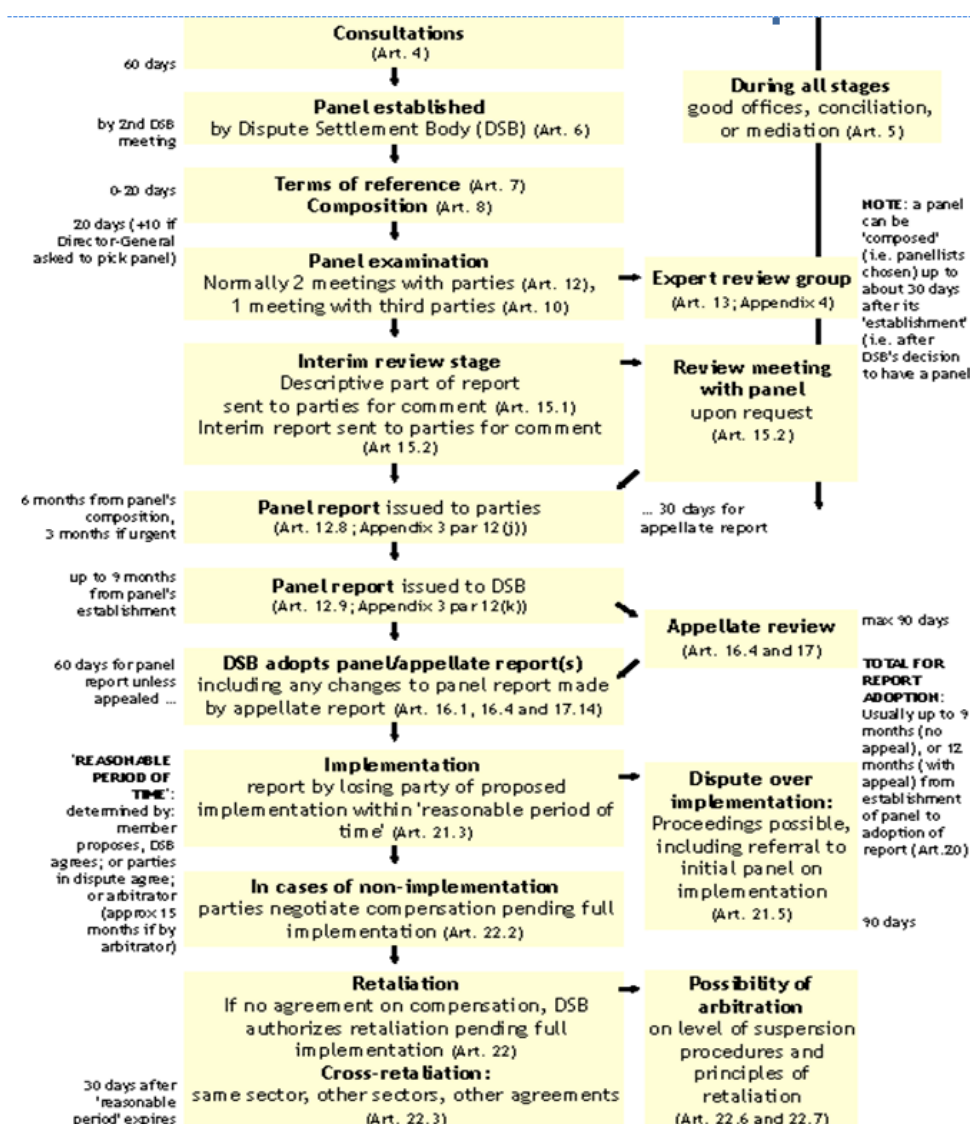 Consultations
(Art. 4)
60 days
During all stages
good offices, conciliation,
or mediation (Art. 5)
Panel established
by Dispute Settlement Body (DSB) (Art. 6)
by 2nd DSB
meeting
Terms of reference (Art. 7)
Composition (Art. 8)
0-20 days
20 days (+10 if
Director-General
asked to pick panel)
NOTE: a panel
can be
'composed'
(i.e. panellists
chosen) up to
about 30 days
after its
'establishment'
(i.e. after
DSB's decision
to have a panel
Panel examination
Normally 2 meetings with parties (Art. 12),
1 meeting with third parties (Art. 10)
Expert review group
(Art. 13; Appendix 4)
Interim review stage
Descriptive part of report
sent to parties for comment (Art. 15.1)
Interim report sent to parties for comment
(Art 15.2)
Review meeting
with panel
upon request
(Art. 15.2)
6 months from panel's
composition,
3 months if urgent
Panel report issued to parties
(Art. 12.8; Appendix 3 par 12(j))
... 30 days for
appellate report
up to 9 months
from panel's
establishment
Panel report issued to DSB
(Art. 12.9; Appendix 3 par 12(k))
Appellate review
(Art. 16.4 and 17)
max 90 days
60 days for panel
report unless
appealed ...
DSB adopts panel/appellate report(s)
including any changes to panel report made
by appellate report (Art. 16.1, 16.4 and 17.14)
TOTAL FOR
REPORT
ADOPTION:
Usually up to 9
months (no
appeal), or 12
months (with
appeal) from
establishment
of panel to
adoption of
report (Art.20)
'REASONABLE
PERIOD OF
TIME':
determined by:
member
proposes, DSB
agrees; or parties
in dispute agree;
or arbitrator
(approx 15
months if by
arbitrator)
Implementation
report by losing party of proposed
implementation within 'reasonable period of
time' (Art. 21.3)
Dispute over
implementation:
Proceedings possible,
including referral to
initial panel on
implementation
(Art. 21.5)
90 days
In cases of non-implementation
parties negotiate compensation pending full
implementation (Art. 22.2)
Retaliation
If no agreement on compensation, DSB
authorizes retaliation pending full
implementation (Art. 22)
Cross-retaliation:
same sector, other sectors, other agreements
(Art. 22.3)
Possibility of
arbitration
on level of suspension
procedures and
principles of
retaliation
(Art. 22.6 and 22.7)
30 days after
'reasonable
period' expires